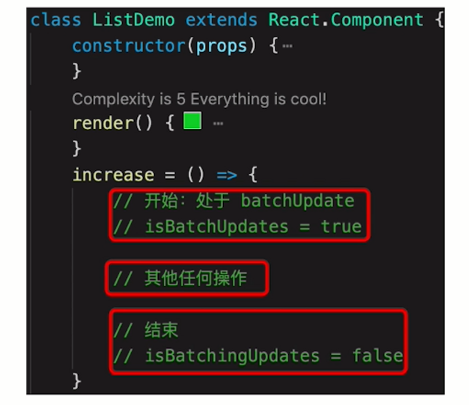 class ListDemo extends React.Component {
constructor(props) {⋯
}
Complexity is 5 Everything is cool!
render() { ⋯
}
increase = () => {
// 开始：处于 batchUpdate
// isBatchUpdates = true
// 其他任何操作
// 结束
// isBatchingUpdates = false
}